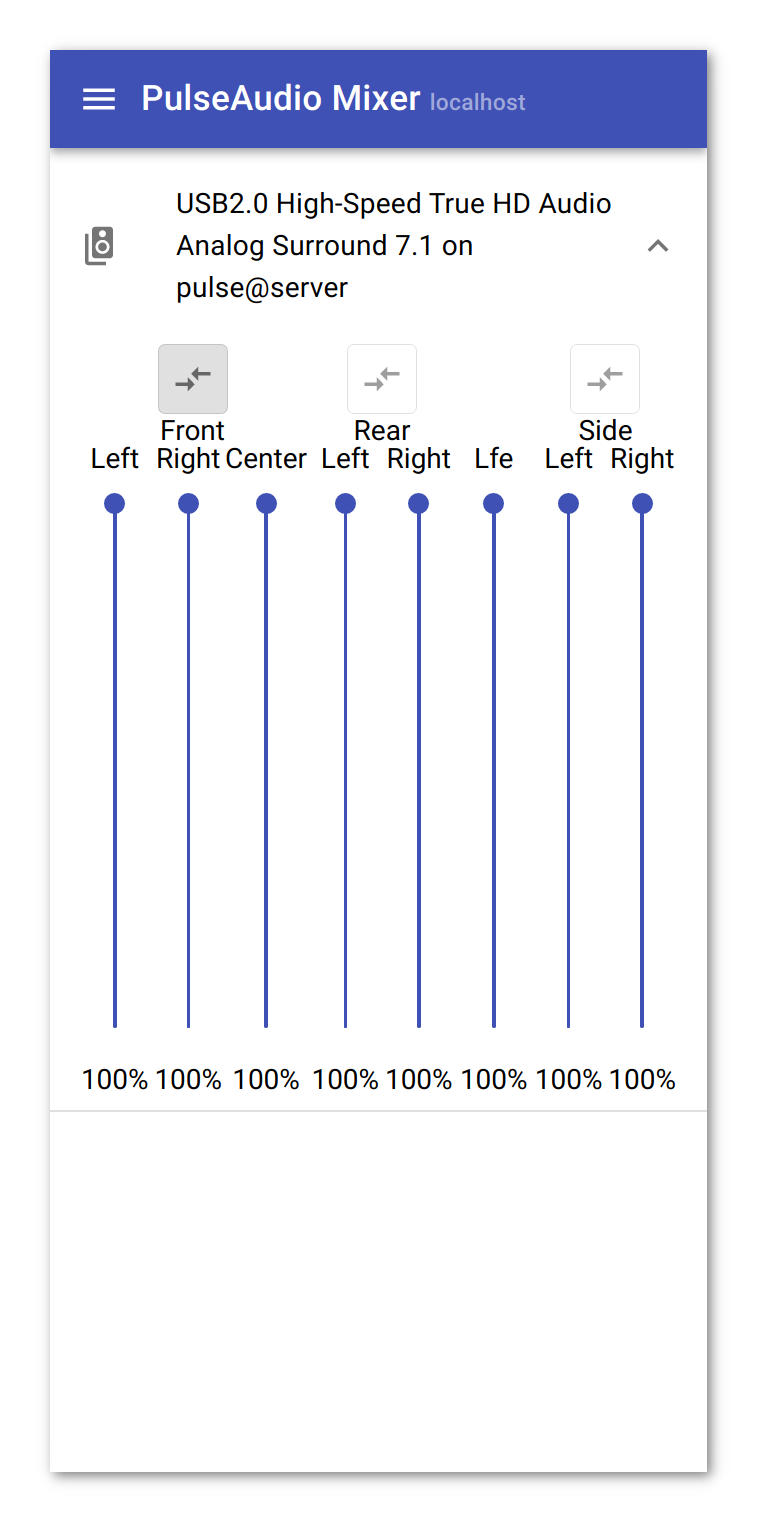 PulseAudio Mixer localhost
USB2.0 High-Speed True HD Audio
Analog Surround 7.1 on
pulse@server
Front Rear Side
Left Right Center Left Right Lfe Left Right
100% 100% 100% 100% 100% 100% 100% 100%